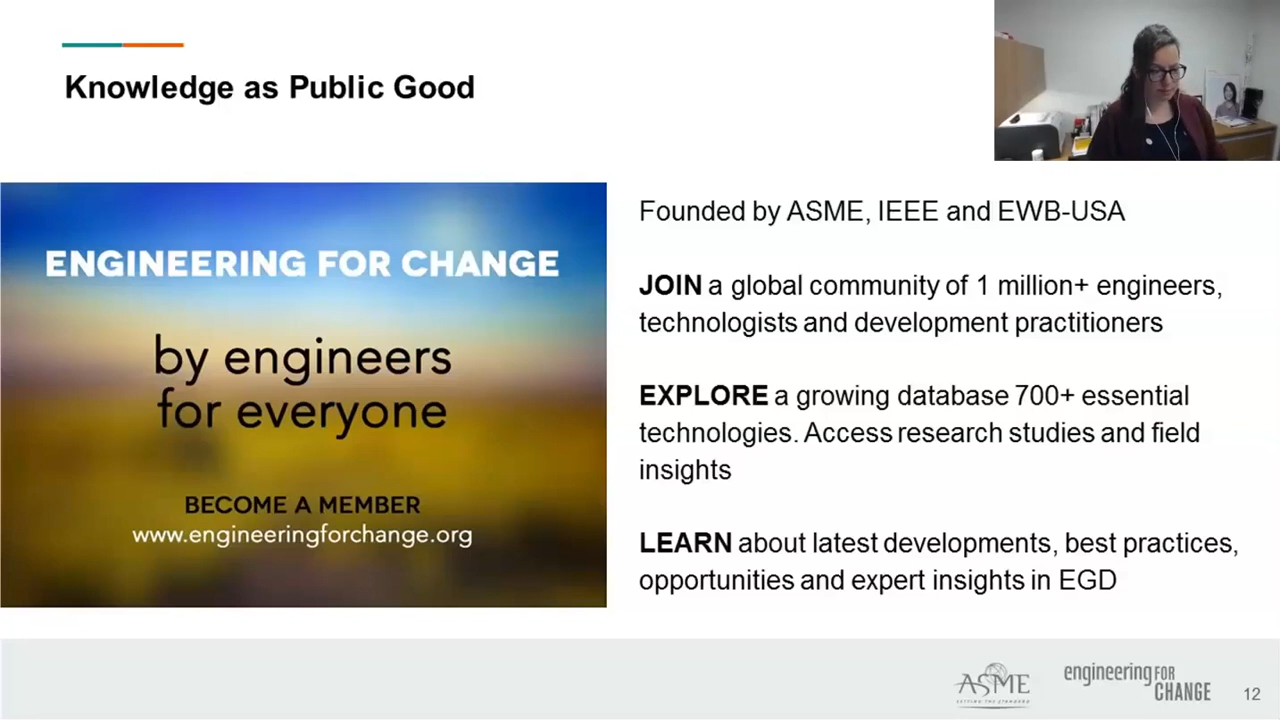 Knowledge as Public Good
ENGINEERING FOR CHANGE
by engineers
for everyone
BECOME A MEMBER
www.engineeringforchange.org
Founded by ASME, IEEE and EWB-USA
JOIN a global community of 1 million+ engineers,
technologists and development practitioners
EXPLORE a growing database 700+ essential
technologies. Access research studies and field
insights
LEARN about latest developments, best practices,
opportunities and expert insights in EGD
ASME
SETTING THE STANDARD
engineering FOR
CHANGE
12